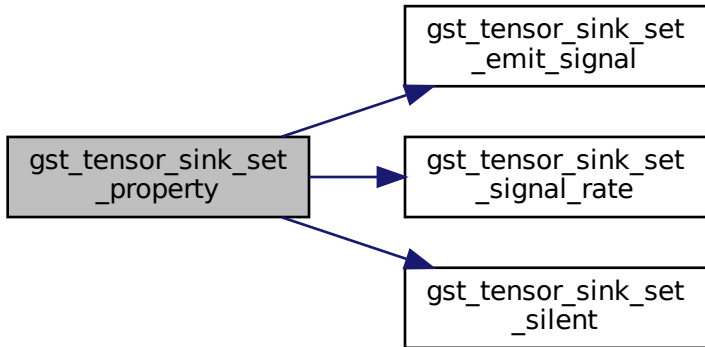 gst_tensor_sink_set
_property
gst_tensor_sink_set
_emit_signal
gst_tensor_sink_set
_signal_rate
gst_tensor_sink_set
_silent